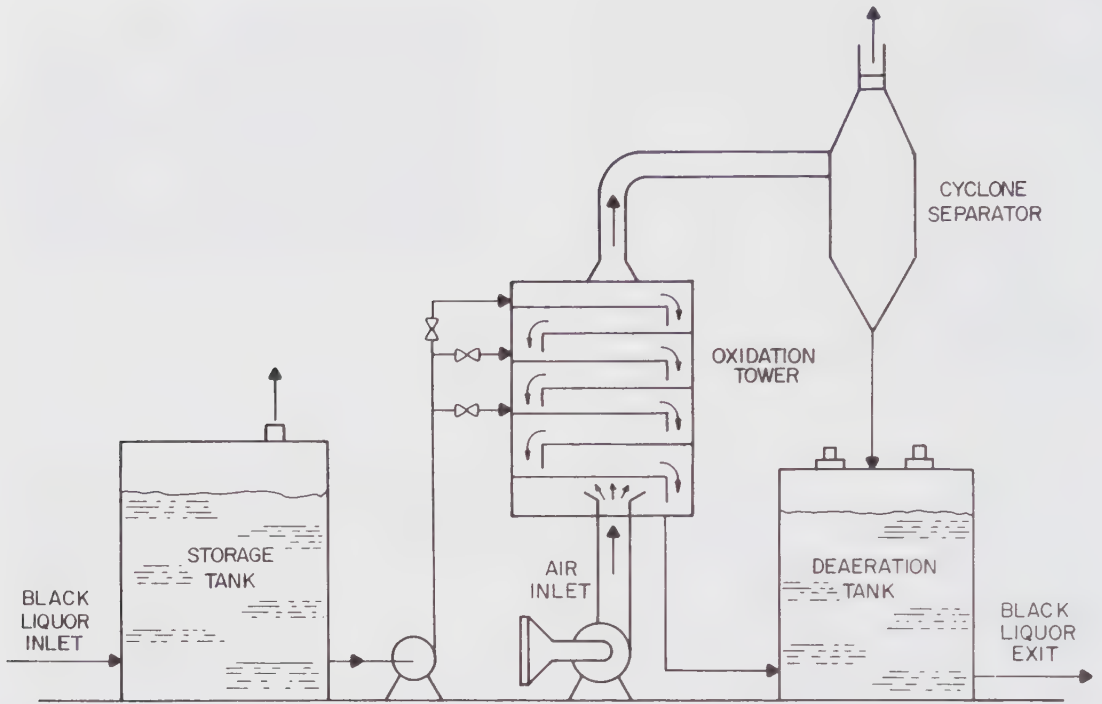 CYCLONE
SEPARATOR
OXIDATION
TOWER
STORAGE
TANK
AIR
INLET
DEAERATION
TANK
BLACK
LIQUOR
INLET
BLACK
LIQUOR
EXIT